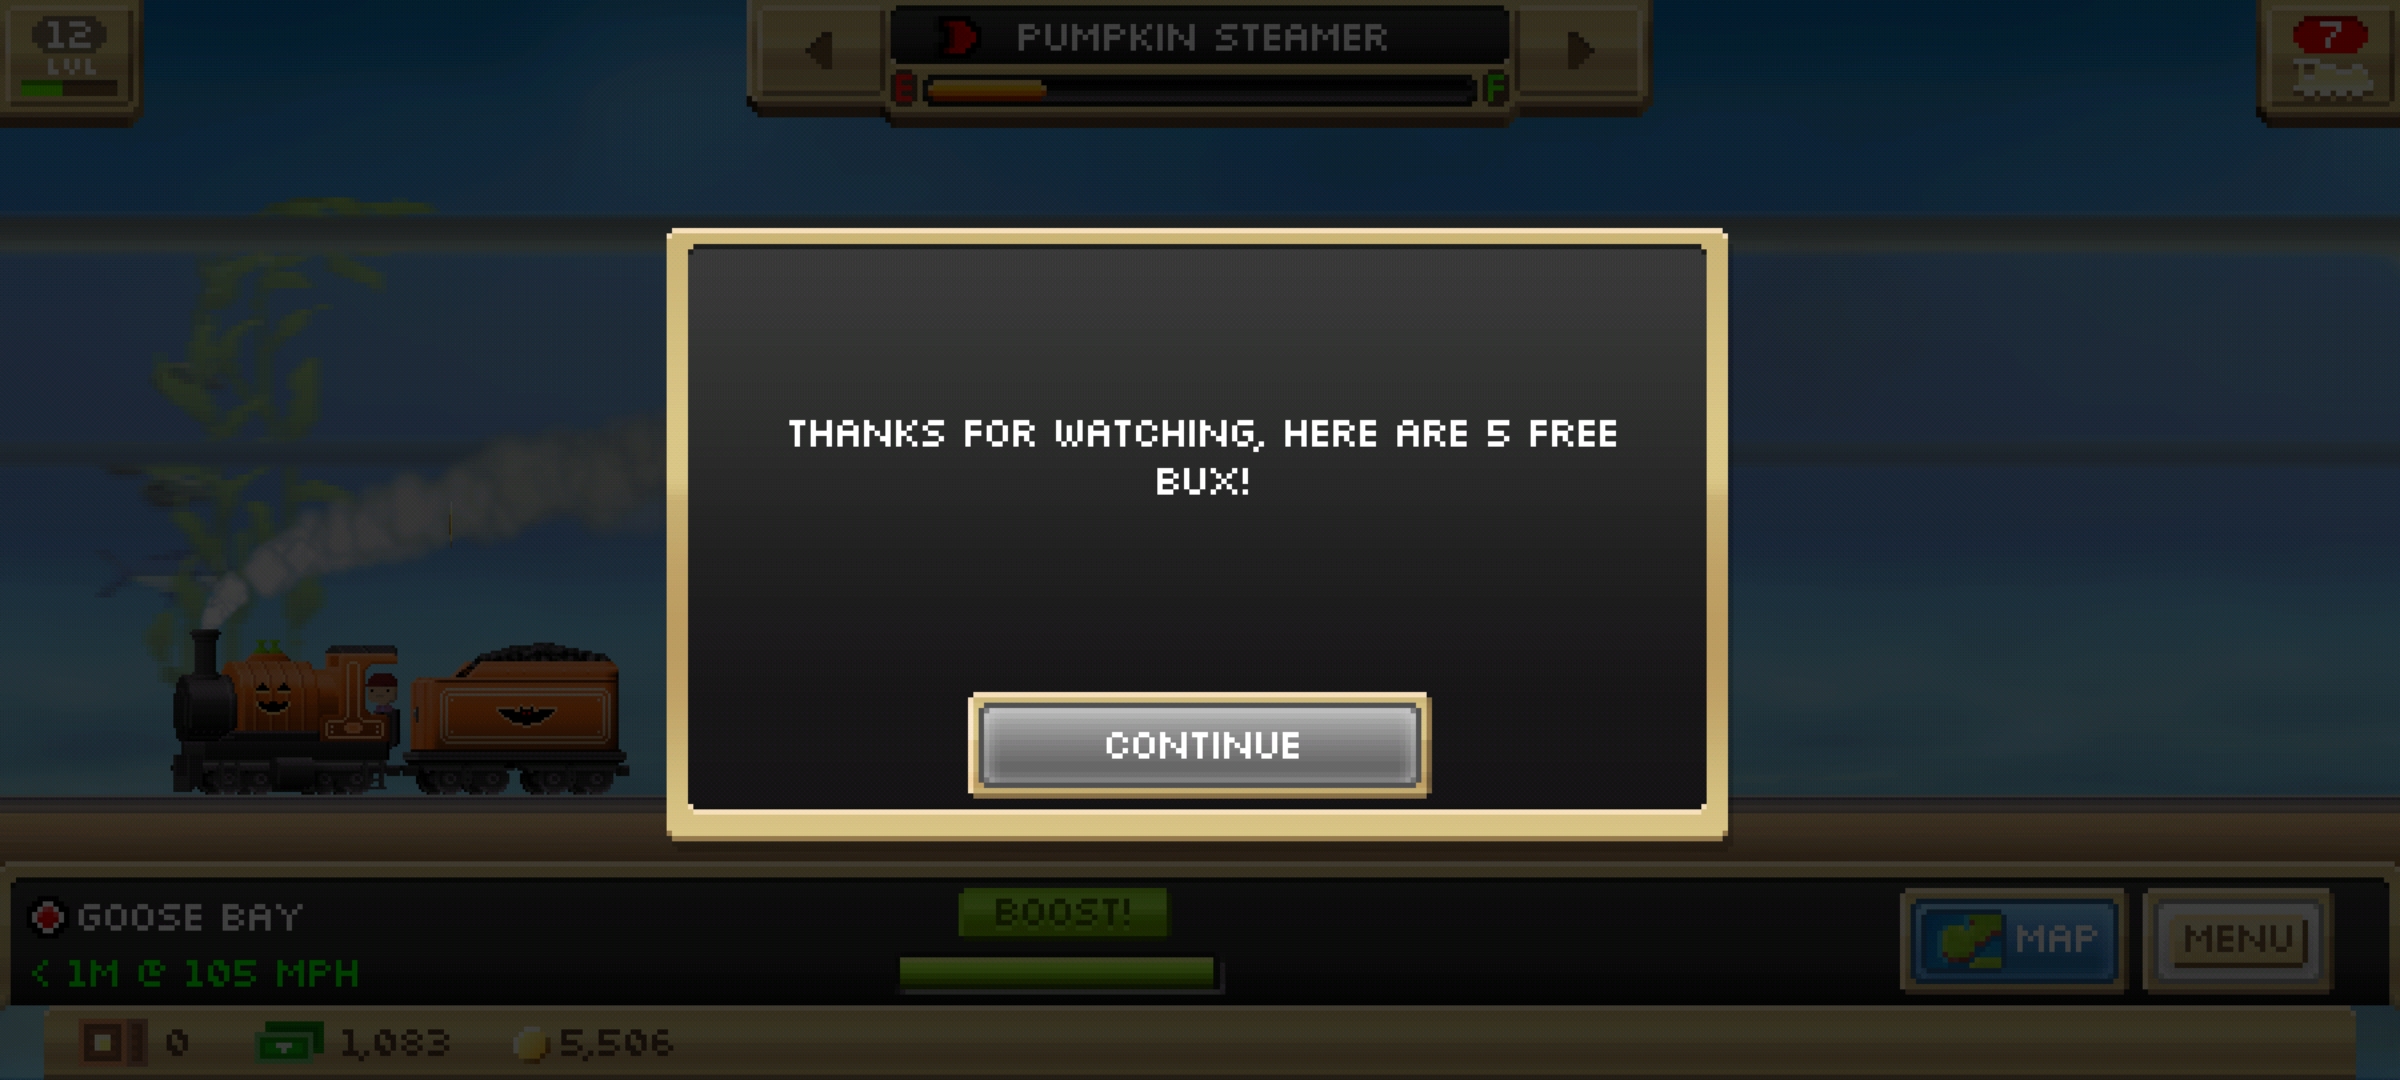 12
LVL
PUMPKIN STEAMER
E F
7
THANKS FOR WATCHING, HERE ARE 5 FREE
BUX!
CONTINUE
GOOSE BAY
< 1M @ 105 MPH
BOOST!
MAP
MENU
0 1,083 5,506